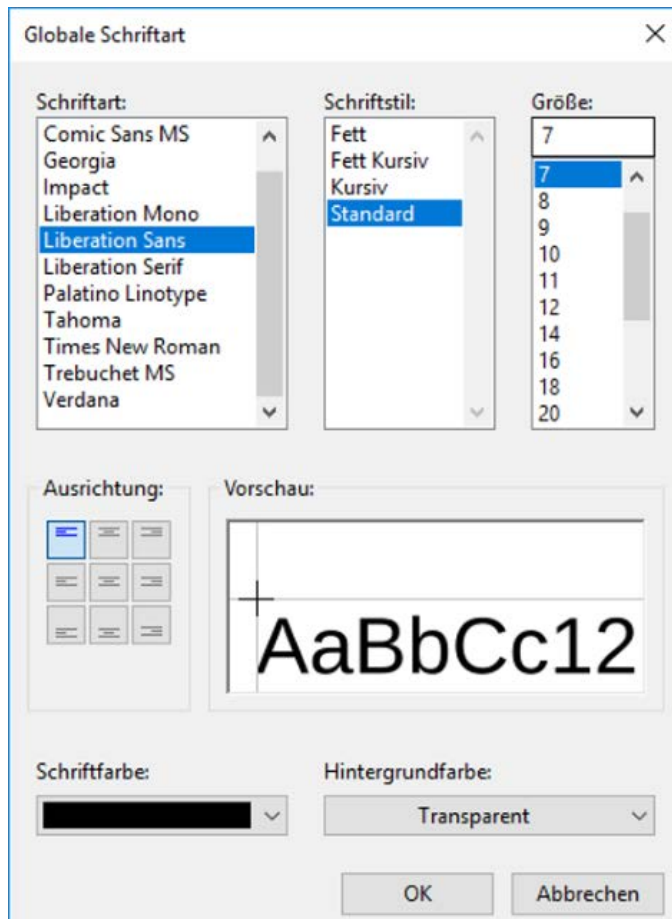 Globale Schriftart
Schriftart:
Comic Sans MS
Georgia
Impact
Liberation Mono
Liberation Sans
Liberation Serif
Palatino Linotype
Tahoma
Times New Roman
Trebuchet MS
Verdana
Schriftstil:
Fett
Fett Kursiv
Kursiv
Standard
Größe:
7
7
8
9
10
11
12
14
16
18
20
Ausrichtung:
Vorschau:
AaBbCc12
Schriftfarbe:
Hintergrundfarbe:
Transparent
OK
Abbrechen